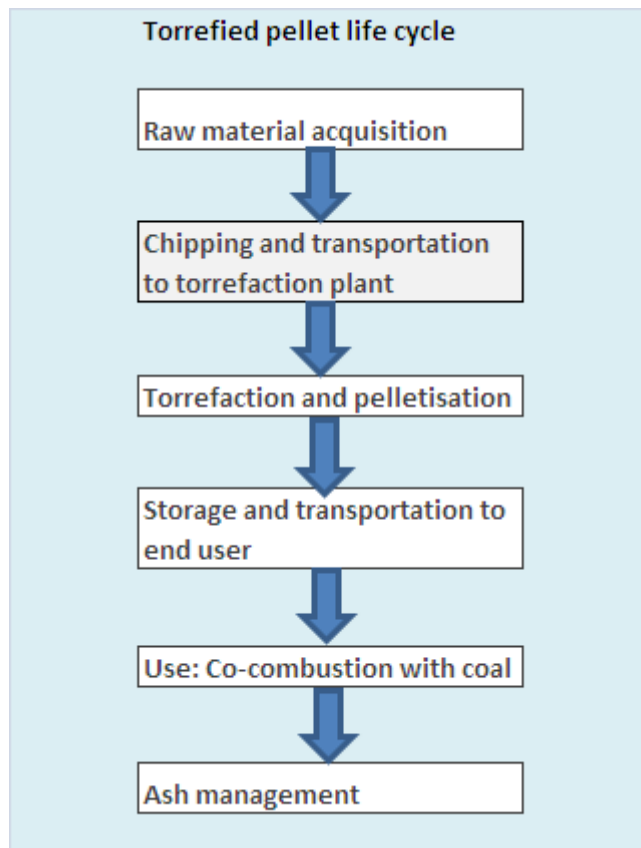 Torrefied pellet life cycle
Raw material acquisition
Chipping and transportation
to torrefaction plant
Torrefaction and pelletisation
Storage and transportation to
end user
Use: Co-combustion with coal
Ash management